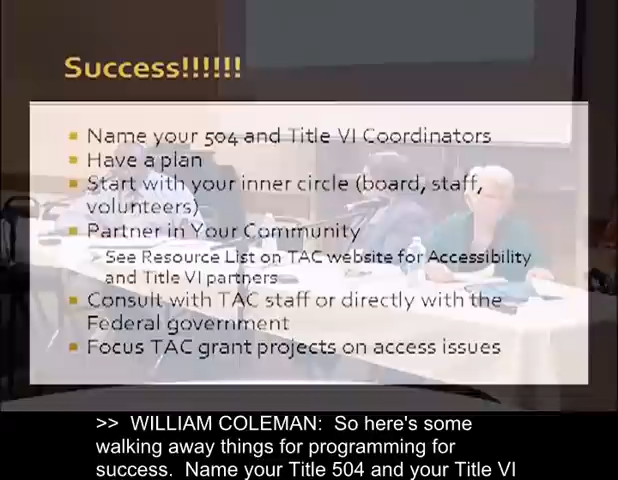 Success!!!!!!
Name your 504 and Title VI Coordinators
Have a plan
Start with your inner circle (board, staff,
volunteers)
Partner in Your Community
See Resource List on TAC website for Accessibility
and Title VI partners
Consult with TAC staff or directly with the
Federal government
Focus TAC grant projects on access issues
>> WILLIAM COLEMAN: So here's some
walking away things for programming for
success. Name your Title 504 and your Title VI